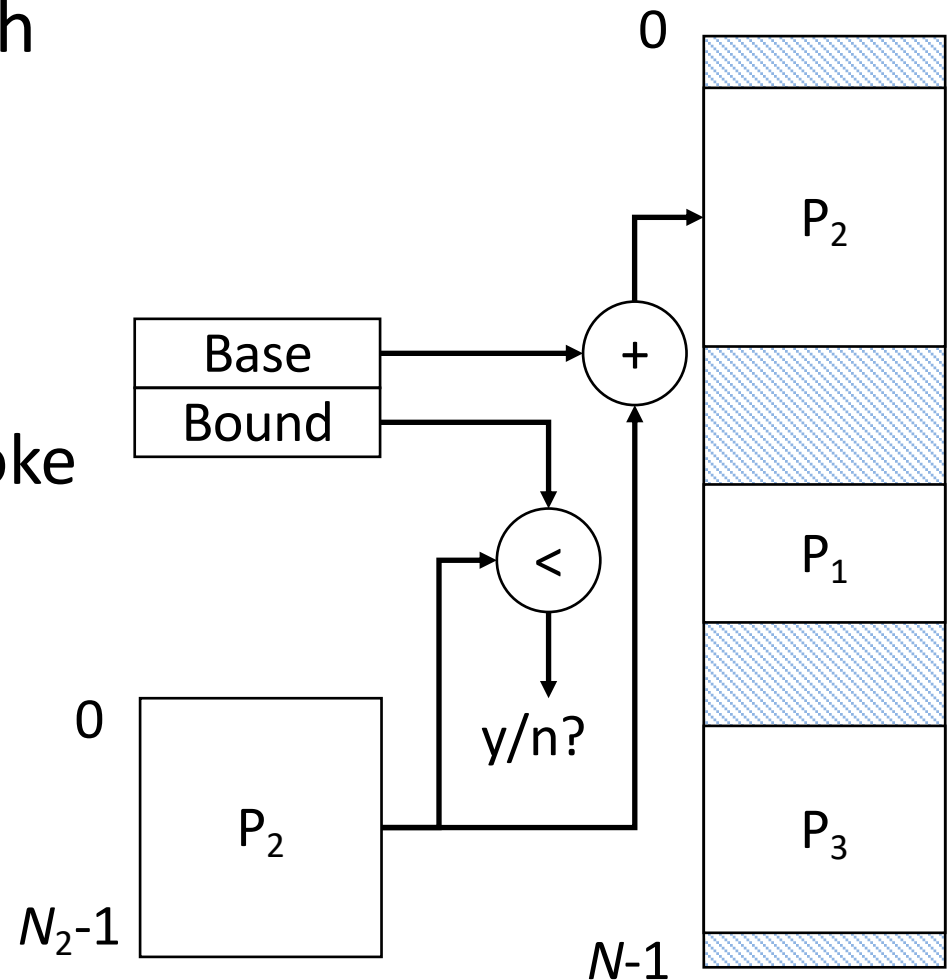 h
0
P₂
Base
+
Bound
oke
P₁
<
0
y/n?
P₂
P₃
N₂-1
N-1